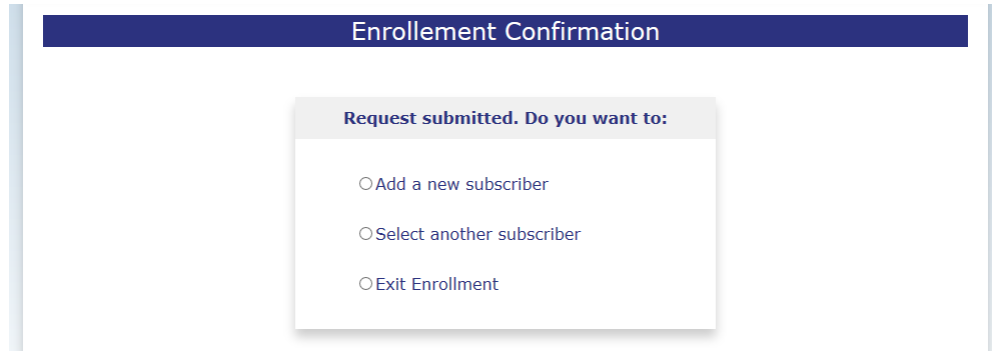 Enrollement Confirmation
Request submitted. Do you want to:
Add a new subscriber
Select another subscriber
Exit Enrollment